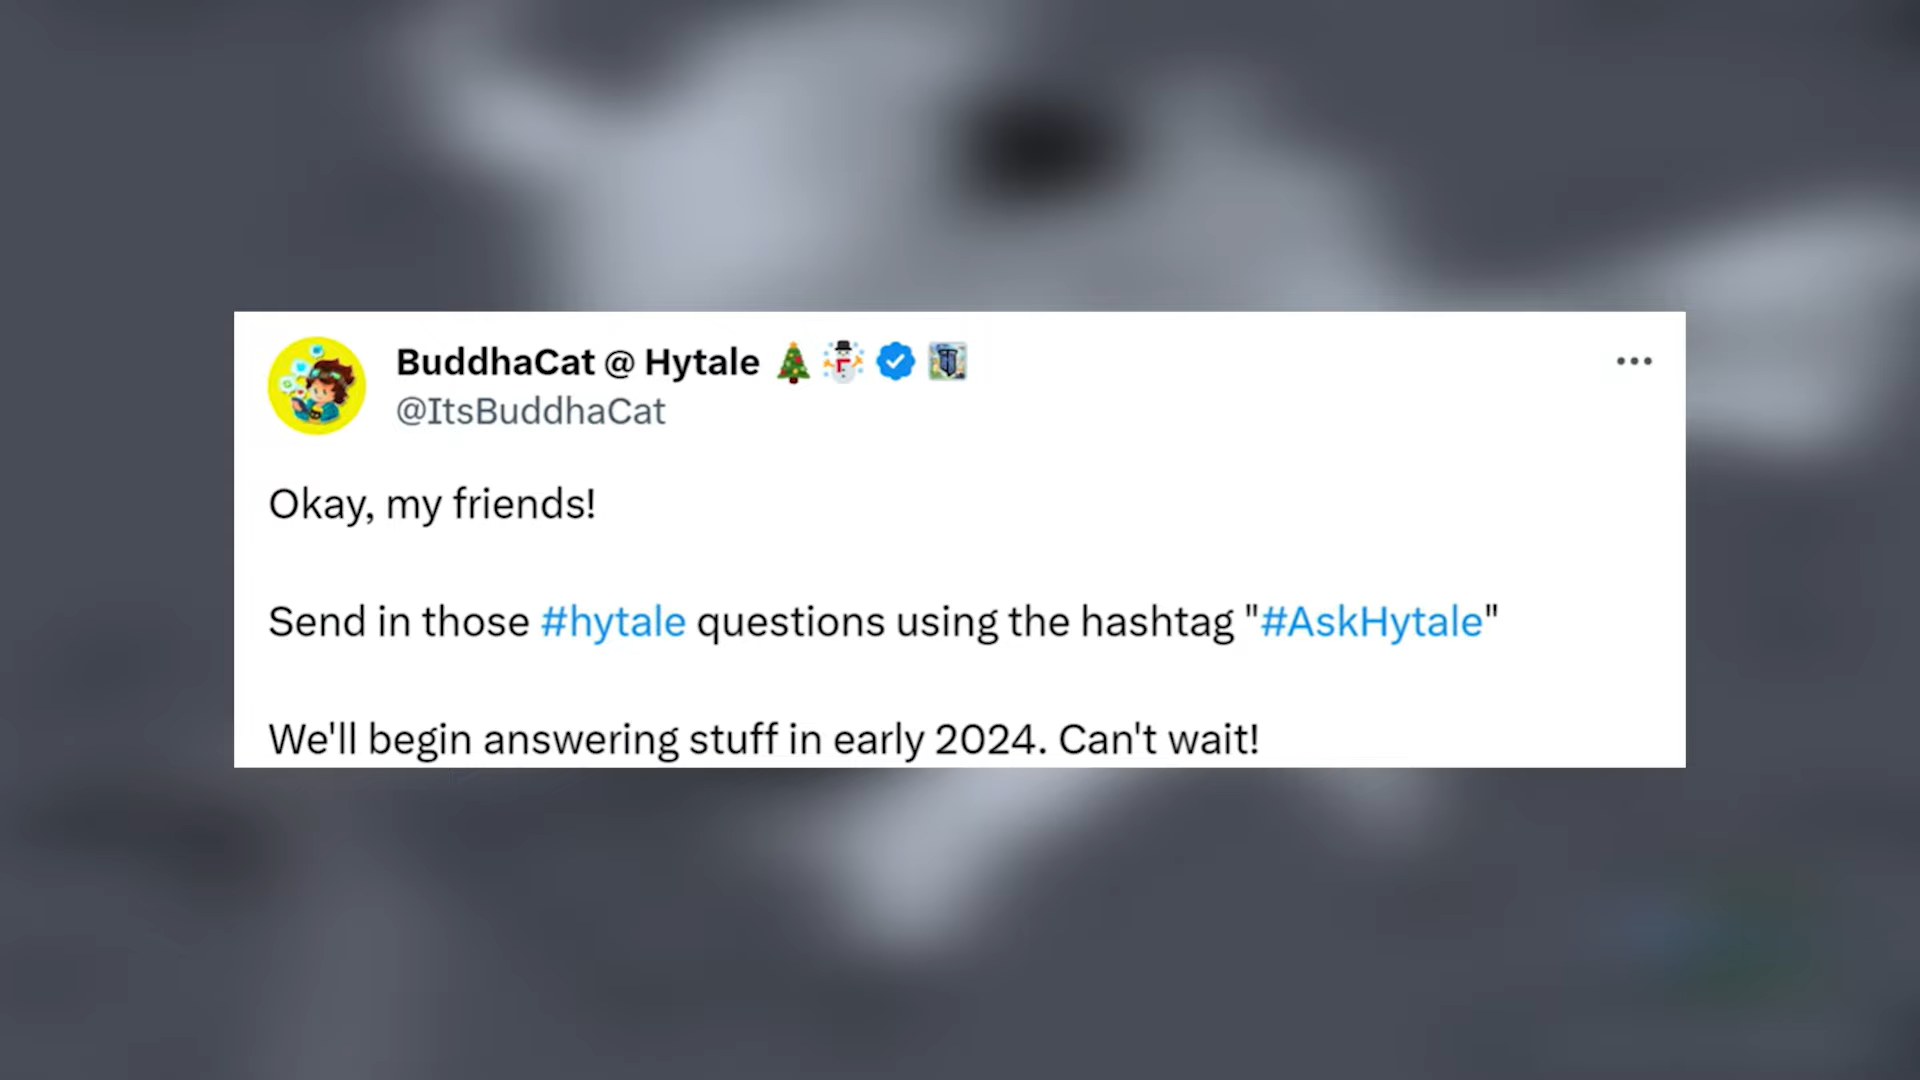 BuddhaCat @ Hytale 🎄☃️
@ItsBuddhaCat
Okay, my friends!
Send in those #hytale questions using the hashtag "#AskHytale"
We'll begin answering stuff in early 2024. Can't wait!